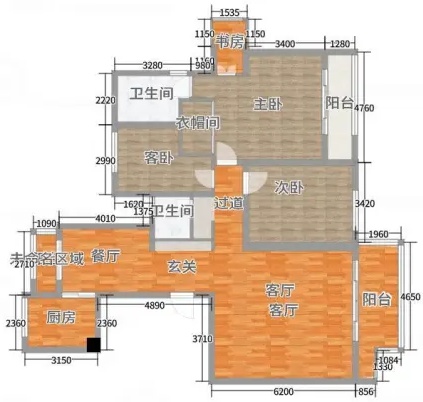 1535
1150 书房 1150
1160
3280 980 3400 1280
2220 卫生间 主卧 阳台 4760
衣帽间
2990 客卧
1620 过道 次卧 3420
1375 卫生间
1090 4010 1960
未命名区域 餐厅
2710 玄关 客厅 阳台 4650
客厅
2360 厨房 2360 4890 3710
3150 1084
1330
6200 856